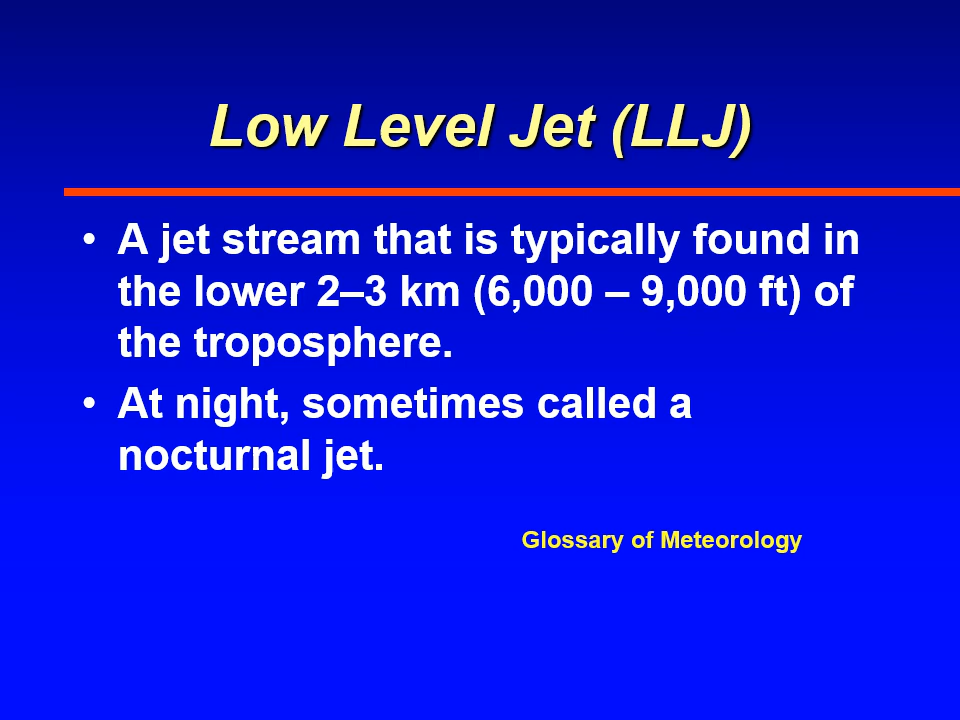 Low Level Jet (LLJ)
• A jet stream that is typically found in
the lower 2–3 km (6,000 – 9,000 ft) of
the troposphere.
• At night, sometimes called a
nocturnal jet.
Glossary of Meteorology